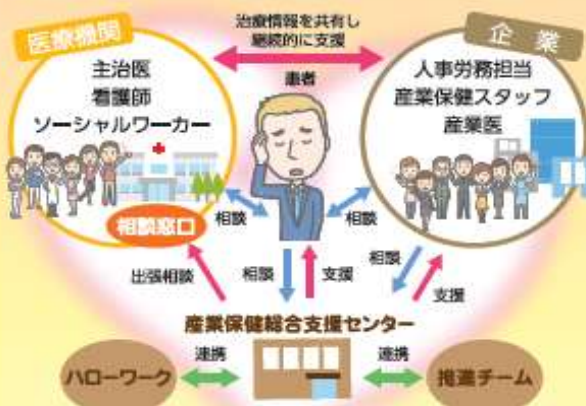 医療機関
治療情報を共有し
継続的に支援
企業
主治医
看護師
ソーシャルワーカー
患者
人事労務担当
産業保健スタッフ
産業医
相談窓口
相談
相談
出張相談
相談
支援
相談
支援
産業保健総合支援センター
ハローワーク
連携
連携
推進チーム